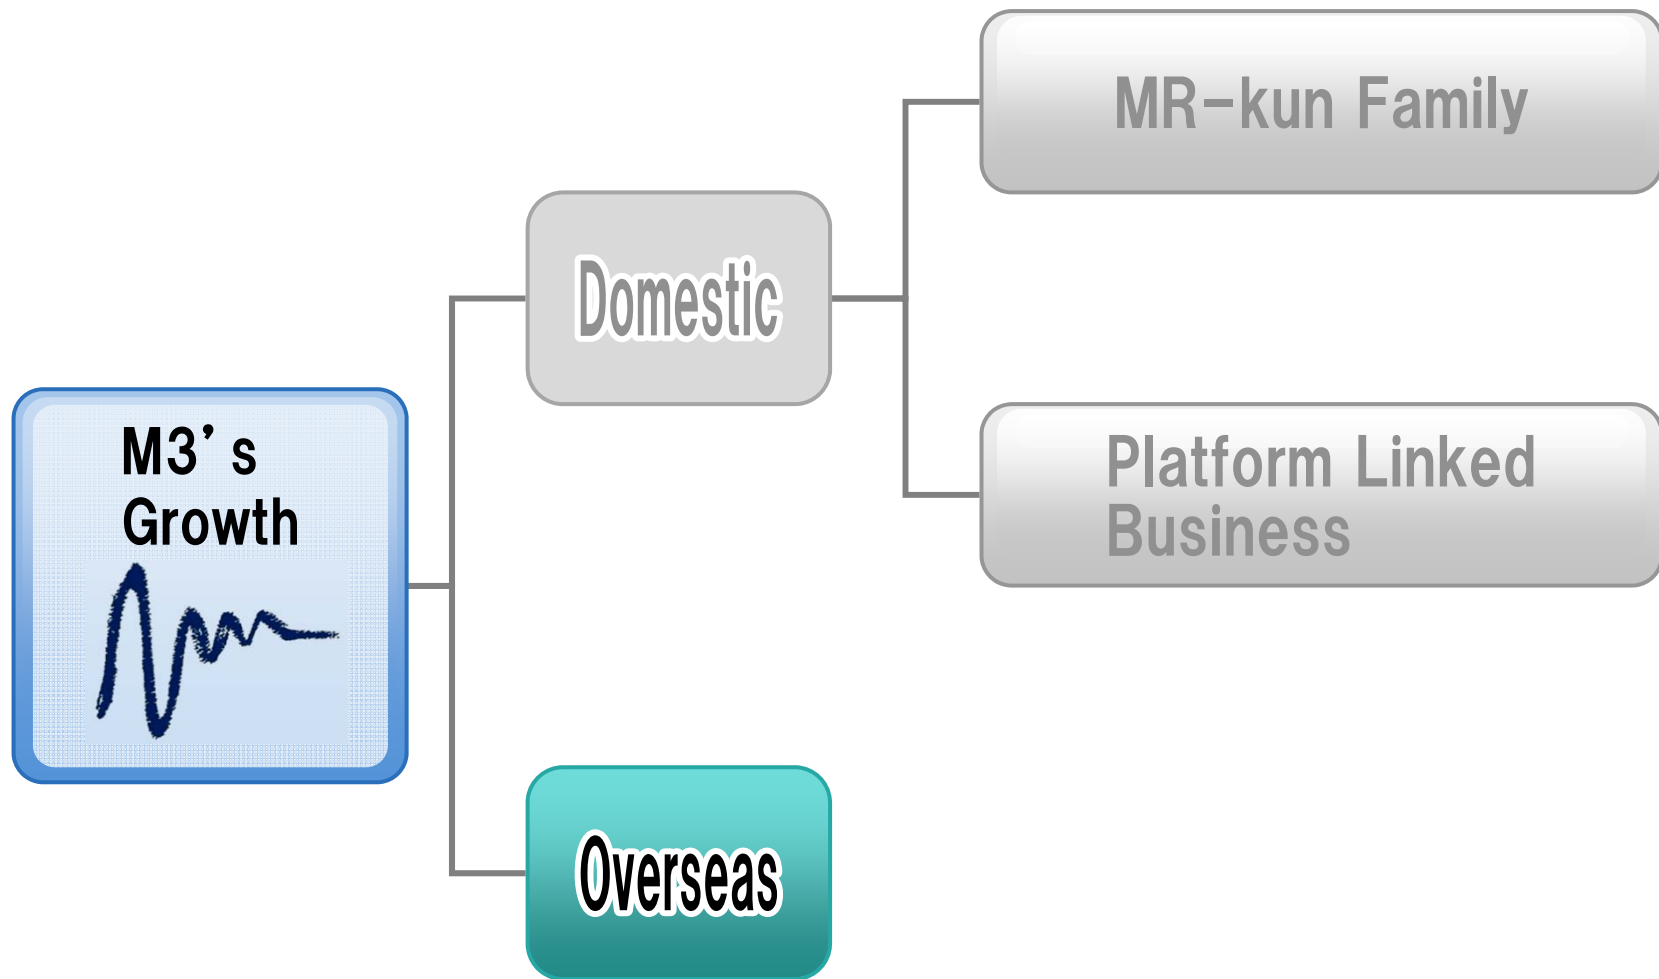 MR-kun Family
Domestic
M3's
Growth
Platform Linked
Business
Overseas